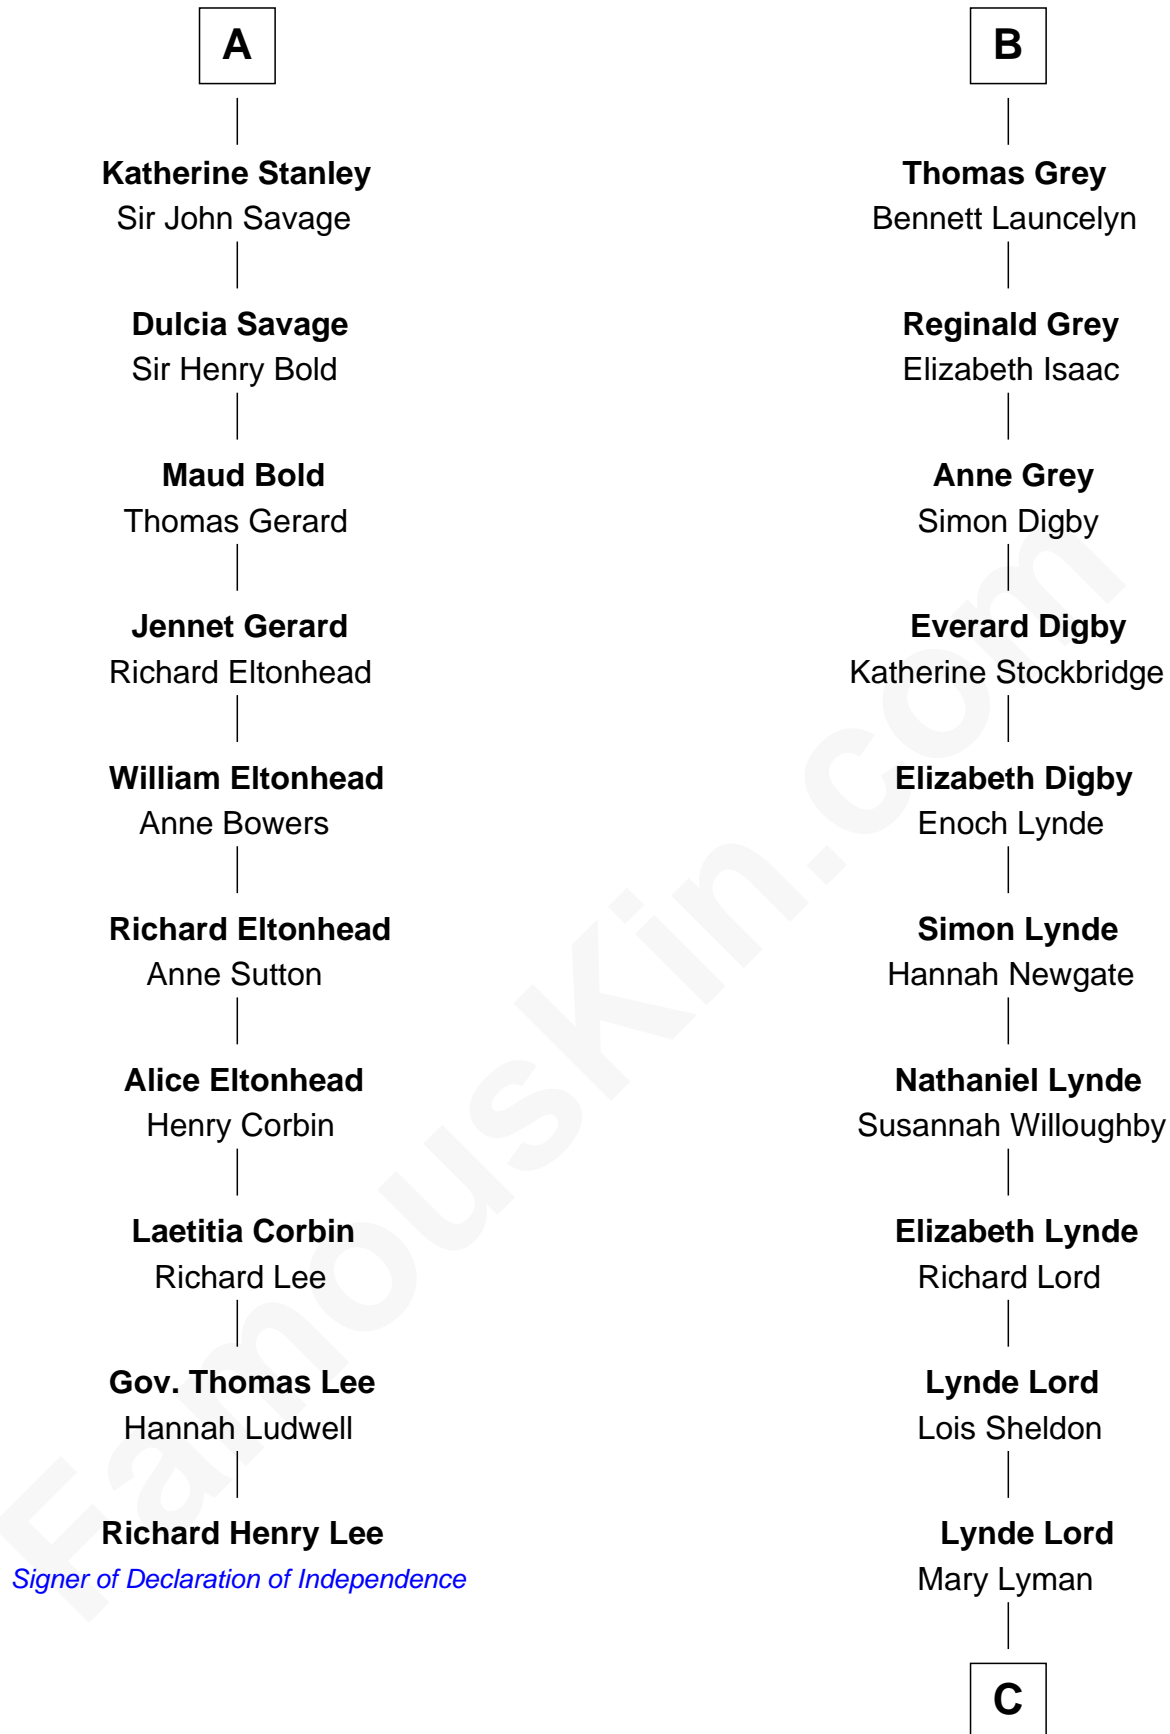 A
Katherine Stanley
Sir John Savage
Dulcia Savage
Sir Henry Bold
Maud Bold
Thomas Gerard
Jennet Gerard
Richard Eltonhead
William Eltonhead
Anne Bowers
Richard Eltonhead
Anne Sutton
Alice Eltonhead
Henry Corbin
Laetitia Corbin
Richard Lee
Gov. Thomas Lee
Hannah Ludwell
Richard Henry Lee
Signer of Declaration of Independence
B
Thomas Grey
Bennett Launcelyn
Reginald Grey
Elizabeth Isaac
Anne Grey
Simon Digby
Everard Digby
Katherine Stockbridge
Elizabeth Digby
Enoch Lynde
Simon Lynde
Hannah Newgate
Nathaniel Lynde
Susannah Willoughby
Elizabeth Lynde
Richard Lord
Lynde Lord
Lois Sheldon
Lynde Lord
Mary Lyman
C
FamousKin.com